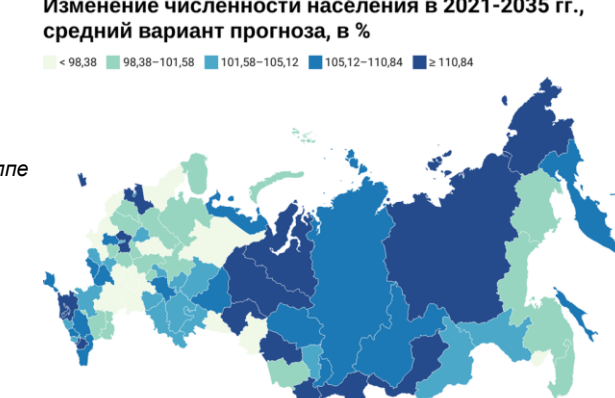 Изменение численности населения в 2021-2035 гг.,
средний вариант прогноза, в %
< 98,38 98,38–101,58 101,58–105,12 105,12–110,84 ≥ 110,84